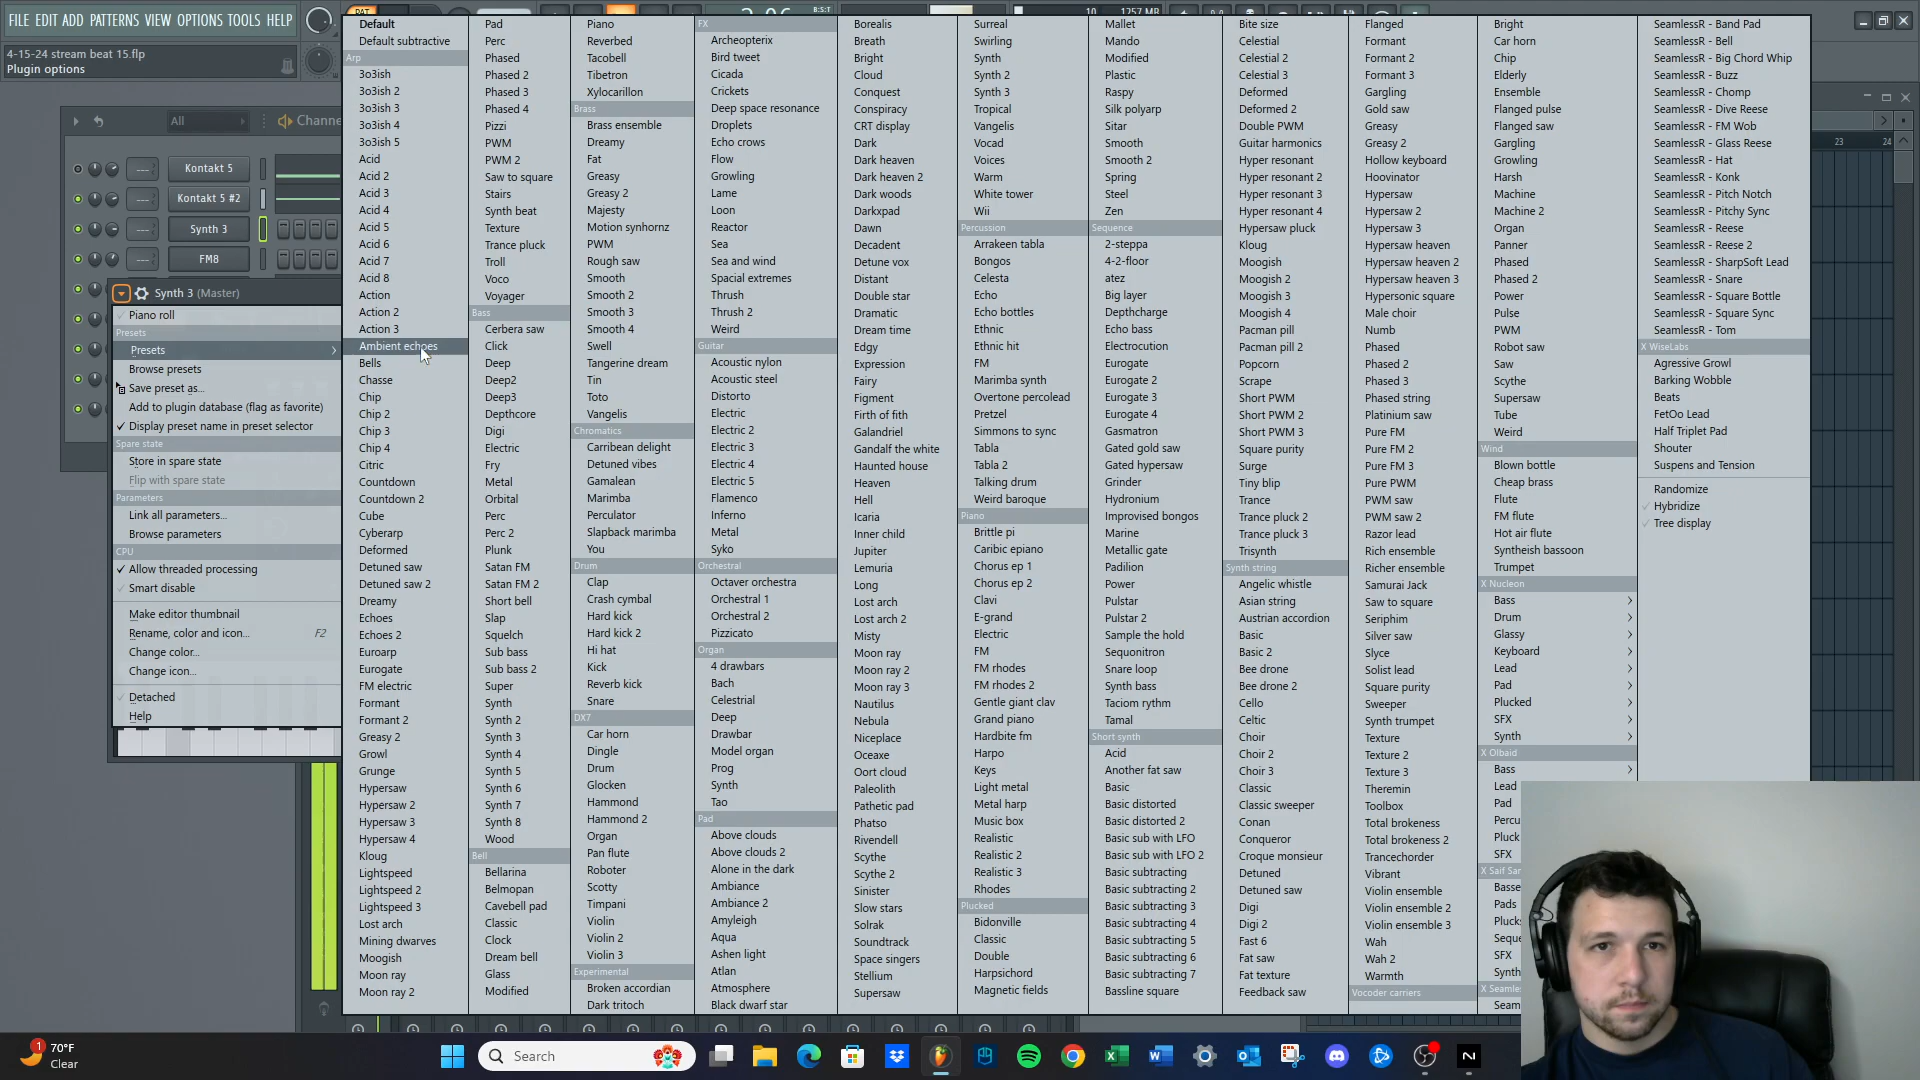 FILE EDIT ADD PATTERNS VIEW OPTIONS TOOLS HELP
4-15-24 stream beat 15.flp
Plugin options
All
Channe
Kontakt 5
Kontakt 5 #2
Synth 3
FM8
Synth 3 (Master)
Piano roll
Presets
Presets
Browse presets
Save preset as...
Add to plugin database (flag as favorite)
Display preset name in preset selector
Spare state
Store in spare state
Flip with spare state
Parameters
Link all parameters...
Browse parameters
CPU
Allow threaded processing
Smart disable
Make editor thumbnail
Rename, color and icon... F2
Change color...
Change icon...
Detached
Help
Default
Default subtractive
Arp
3o3ish
3o3ish 2
3o3ish 3
3o3ish 4
3o3ish 5
Acid
Acid 2
Acid 3
Acid 4
Acid 5
Acid 6
Acid 7
Acid 8
Action
Action 2
Action 3
Ambient echoes
Bells
Chasse
Chip
Chip 2
Chip 3
Chip 4
Citric
Countdown
Countdown 2
Cube
Cyberarp
Deformed
Detuned saw
Detuned saw 2
Dreamy
Echoes
Echoes 2
Euroarp
Eurogate
FM electric
Formant
Formant 2
Greasy 2
Growl
Grunge
Hypersaw
Hypersaw 2
Hypersaw 3
Hypersaw 4
Kloug
Lightspeed
Lightspeed 2
Lightspeed 3
Lost arch
Mining dwarves
Moogish
Moon ray
Moon ray 2
Pad
Perc
Phased
Phased 2
Phased 3
Phased 4
Pizzi
PWM
PWM 2
Saw to square
Stairs
Synth beat
Texture
Trance pluck
Troll
Voco
Voyager
Bass
Cerbera saw
Click
Deep
Deep2
Deep3
Depthcore
Digi
Electric
Fry
Metal
Orbital
Perc
Perc 2
Plunk
Satan FM
Satan FM 2
Short bell
Slap
Squelch
Sub bass
Sub bass 2
Super
Synth
Synth 2
Synth 3
Synth 4
Synth 5
Synth 6
Synth 7
Synth 8
Wood
Bell
Bellarina
Belmopan
Cavebell pad
Classic
Clock
Dream bell
Glass
Modified
Piano
Reverbed
Tacobell
Tibetron
Xylocarillon
Brass
Brass ensemble
Dreamy
Fat
Greasy
Greasy 2
Majesty
Motion synhornz
PWM
Rough saw
Smooth
Smooth 2
Smooth 3
Smooth 4
Swell
Tangerine dream
Tin
Toto
Vangelis
Chromatics
Carribean delight
Detuned vibes
Gamalean
Marimba
Perculator
Slapback marimba
You
Drum
Clap
Crash cymbal
Hard kick
Hard kick 2
Hi hat
Kick
Reverb kick
Snare
DX7
Car horn
Dingle
Drum
Glocken
Hammond
Hammond 2
Organ
Pan flute
Roboter
Scotty
Timpani
Violin
Violin 2
Violin 3
Experimental
Broken accordian
Dark tritoch
FX
Archeopterix
Bird tweet
Cicada
Crickets
Deep space resonance
Droplets
Echo crows
Flow
Growling
Lame
Loon
Reactor
Sea
Sea and wind
Spacial extremes
Thrush
Thrush 2
Weird
Guitar
Acoustic nylon
Acoustic steel
Distorto
Electric
Electric 2
Electric 3
Electric 4
Electric 5
Flamenco
Inferno
Metal
Syko
Orchestral
Octaver orchestra
Orchestral 1
Orchestral 2
Pizzicato
Organ
4 drawbars
Bach
Celestrial
Deep
Drawbar
Model organ
Prog
Synth
Tao
Pad
Above clouds
Above clouds 2
Alone in the dark
Ambiance
Ambiance 2
Amyleigh
Aqua
Ashen light
Atlan
Atmosphere
Black dwarf star
Borealis
Breath
Bright
Cloud
Conquest
Conspiracy
CRT display
Dark
Dark heaven
Dark heaven 2
Dark woods
Darkxpad
Dawn
Decadent
Detune vox
Distant
Double star
Dramatic
Dream time
Edgy
Expression
Fairy
Figment
Firth of fith
Galandriel
Gandalf the white
Haunted house
Heaven
Hell
Icaria
Inner child
Jupiter
Lemuria
Long
Lost arch
Lost arch 2
Misty
Moon ray
Moon ray 2
Moon ray 3
Nautilus
Nebula
Niceplace
Oceaxe
Oort cloud
Paleolith
Pathetic pad
Phatso
Rivendell
Scythe
Scythe 2
Sinister
Slow stars
Solrak
Soundtrack
Space singers
Stellium
Supersaw
Surreal
Swirling
Synth
Synth 2
Synth 3
Tropical
Vangelis
Vocad
Voices
Warm
White tower
Wii
Percussion
Arrakeen tabla
Bongos
Celesta
Echo
Echo bottles
Ethnic
Ethnic hit
FM
Marimba synth
Overtone percolead
Pretzel
Simmons to sync
Tabla
Tabla 2
Talking drum
Weird baroque
Piano
Brittle pi
Caribic epiano
Chorus ep 1
Chorus ep 2
Clavi
E-grand
Electric
FM
FM rhodes
FM rhodes 2
Gentle giant clav
Grand piano
Hardbite fm
Harpo
Keys
Light metal
Metal harp
Music box
Realistic
Realistic 2
Realistic 3
Rhodes
Plucked
Bidonville
Classic
Double
Harpsichord
Magnetic fields
Mallet
Mando
Modified
Plastic
Raspy
Silk polyarp
Sitar
Smooth
Smooth 2
Spring
Steel
Zen
Sequence
2-steppa
4-2-floor
atez
Big layer
Depthcharge
Echo bass
Electrocution
Eurogate
Eurogate 2
Eurogate 3
Eurogate 4
Gasmatron
Gated gold saw
Gated hypersaw
Grinder
Hydronium
Improvised bongos
Marine
Metallic gate
Padilion
Power
Pulstar
Pulstar 2
Sample the hold
Sequonitron
Snare loop
Synth bass
Taciom rythm
Tamal
Short synth
Acid
Another fat saw
Basic
Basic distorted
Basic distorted 2
Basic sub with LFO
Basic sub with LFO 2
Basic subtracting
Basic subtracting 2
Basic subtracting 3
Basic subtracting 4
Basic subtracting 5
Basic subtracting 6
Basic subtracting 7
Bassline square
Bite size
Celestial
Celestial 2
Celestial 3
Deformed
Deformed 2
Double PWM
Guitar harmonics
Hyper resonant
Hyper resonant 2
Hyper resonant 3
Hyper resonant 4
Hypersaw pluck
Kloug
Moogish
Moogish 2
Moogish 3
Moogish 4
Pacman pill
Pacman pill 2
Popcorn
Scrape
Short PWM
Short PWM 2
Short PWM 3
Square purity
Surge
Tiny blip
Trance
Trance pluck 2
Trance pluck 3
Trisynth
Synth string
Angelic whistle
Asian string
Austrian accordion
Basic
Basic 2
Bee drone
Bee drone 2
Cello
Celtic
Choir
Choir 2
Choir 3
Classic
Classic sweeper
Conan
Conqueror
Croque monsieur
Detuned
Detuned saw
Digi
Digi 2
Fast 6
Fat saw
Fat texture
Feedback saw
Flanged
Formant
Formant 2
Formant 3
Gargling
Gold saw
Greasy
Greasy 2
Hollow keyboard
Hoovinator
Hypersaw
Hypersaw 2
Hypersaw 3
Hypersaw heaven
Hypersaw heaven 2
Hypersaw heaven 3
Hypersonic square
Male choir
Numb
Phased
Phased 2
Phased 3
Phased string
Platinium saw
Pure FM
Pure FM 2
Pure FM 3
Pure PWM
PWM saw
PWM saw 2
Razor lead
Rich ensemble
Richer ensemble
Samurai Jack
Saw to square
Seriphim
Silver saw
Slyce
Solist lead
Square purity
Sweeper
Synth trumpet
Texture
Texture 2
Texture 3
Theremin
Toolbox
Total brokeness
Total brokeness 2
Trancechorder
Vibrant
Violin ensemble
Violin ensemble 2
Violin ensemble 3
Wah
Wah 2
Warmth
Vocoder carriers
Bright
Car horn
Chip
Elderly
Ensemble
Flanged pulse
Flanged saw
Gargling
Growling
Harsh
Machine
Machine 2
Organ
Panner
Phased
Phased 2
Power
Pulse
PWM
Robot saw
Saw
Scythe
Supersaw
Tube
Weird
Wind
Blown bottle
Cheap brass
Flute
FM flute
Hot air flute
Syntheish bassoon
Trumpet
X Nucleon
Bass
Drum
Glassy
Keyboard
Lead
Pad
Plucked
SFX
Synth
X Olbaid
Bass
Lead
Pad
Percu
Pluck
SFX
X Saif Sar
Basse
Pads
Plucks
Seque
SFX
Synth
X Seamles
Seam
SeamlessR - Band Pad
SeamlessR - Bell
SeamlessR - Big Chord Whip
SeamlessR - Buzz
SeamlessR - Chomp
SeamlessR - Dive Reese
SeamlessR - FM Wob
SeamlessR - Glass Reese
SeamlessR - Hat
SeamlessR - Konk
SeamlessR - Pitch Notch
SeamlessR - Pitchy Sync
SeamlessR - Reese
SeamlessR - Reese 2
SeamlessR - SharpSoft Lead
SeamlessR - Snare
SeamlessR - Square Bottle
SeamlessR - Square Sync
SeamlessR - Tom
X WiseLabs
Agressive Growl
Barking Wobble
Beats
FetOo Lead
Half Triplet Pad
Shouter
Suspens and Tension
Randomize
Hybridize
Tree display
23 24
1
70°F
Clear
Search